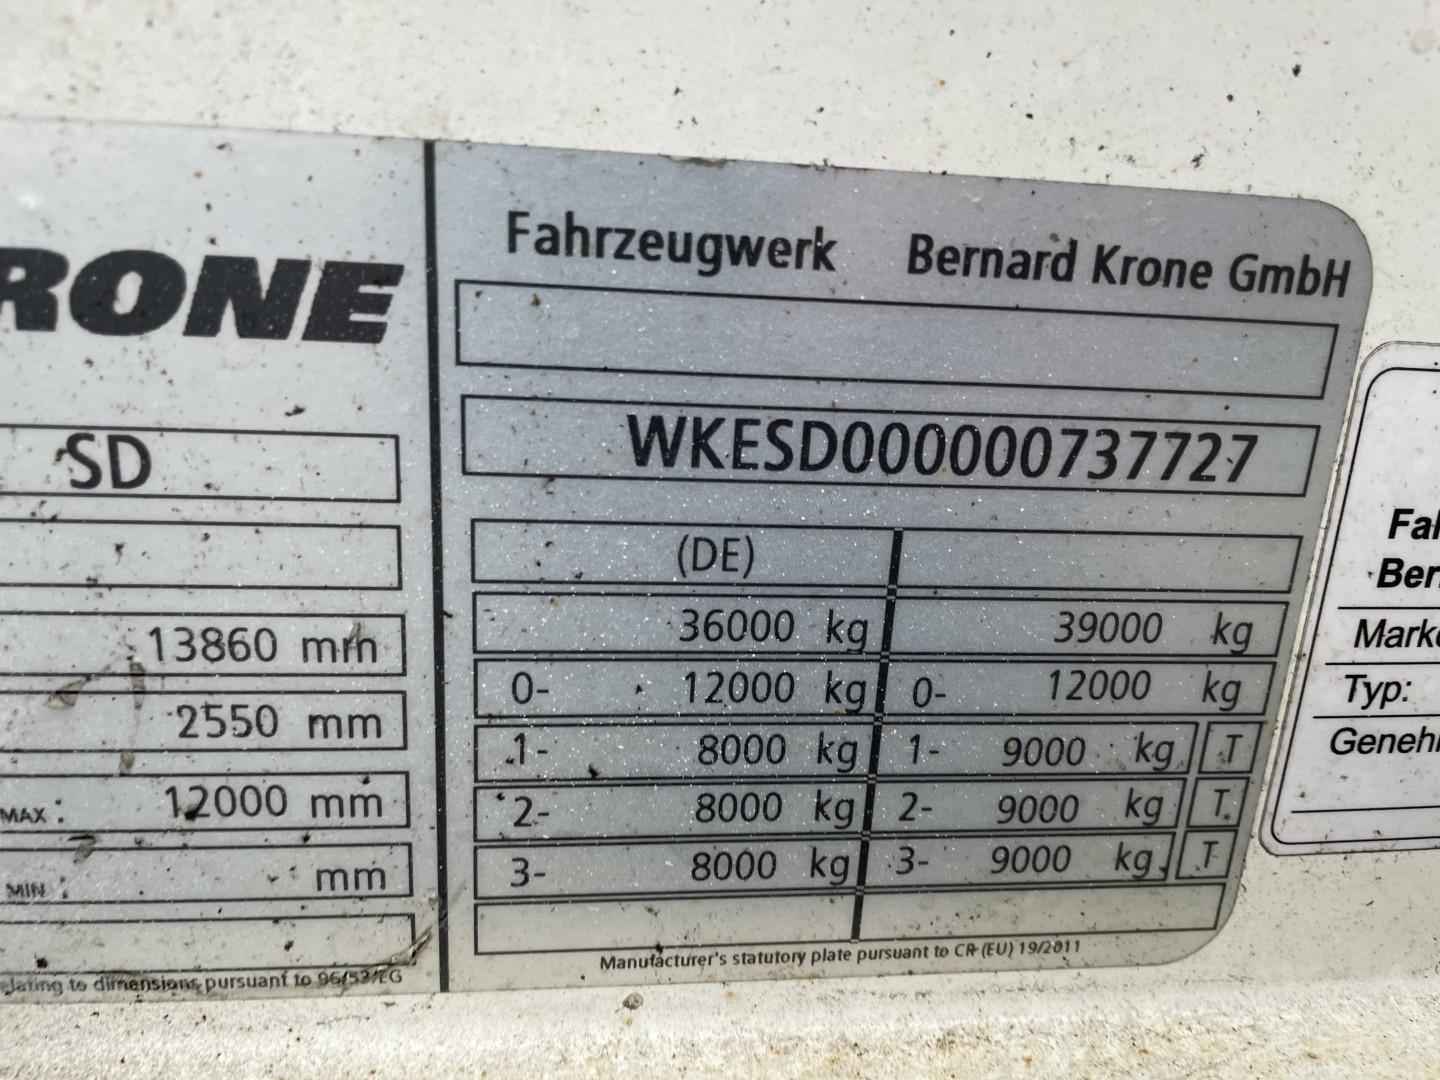 RONE
SD
13860 mm
2550 mm
MAX: 12000 mm
MIN: mm
relating to dimensions pursuant to 96/53/EG
Fahrzeugwerk Bernard Krone GmbH
WKESD000000737727
(DE)
36000 kg 39000 kg
0- 12000 kg 0- 12000 kg
1- 8000 kg 1- 9000 kg T
2- 8000 kg 2- 9000 kg T
3- 8000 kg 3- 9000 kg T
Manufacturer's statutory plate pursuant to CR (EU) 19/2011
Fah
Ber
Marke
Typ:
Geneh